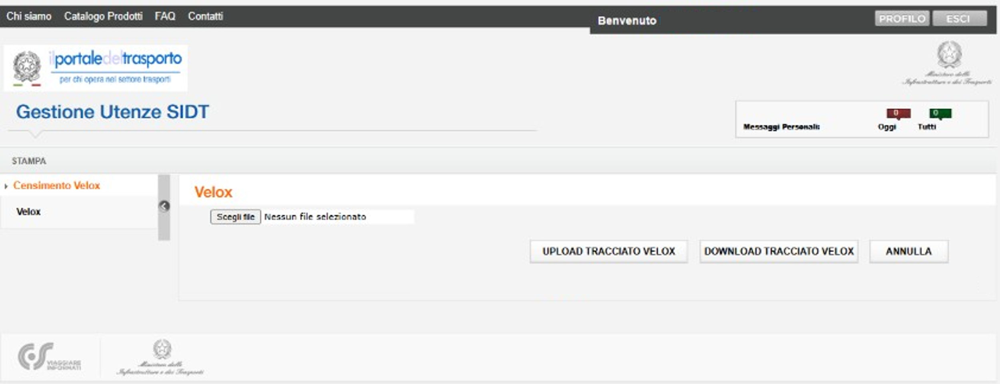 Chi siamo Catalogo Prodotti FAQ Contatti
Benvenuto
PROFILO ESCI
ilportaledeltrasporto
per chi opera nel settore trasporti
Ministero delle
Infrastrutture e dei Trasporti
Gestione Utenze SIDT
0 0
Messaggi Personali: Oggi Tutti
STAMPA
Censimento Velox
Velox
Velox
Scegli file Nessun file selezionato
UPLOAD TRACCIATO VELOX DOWNLOAD TRACCIATO VELOX ANNULLA
VIAGGIARE
INFORMATI
Ministero delle
Infrastrutture e dei Trasporti